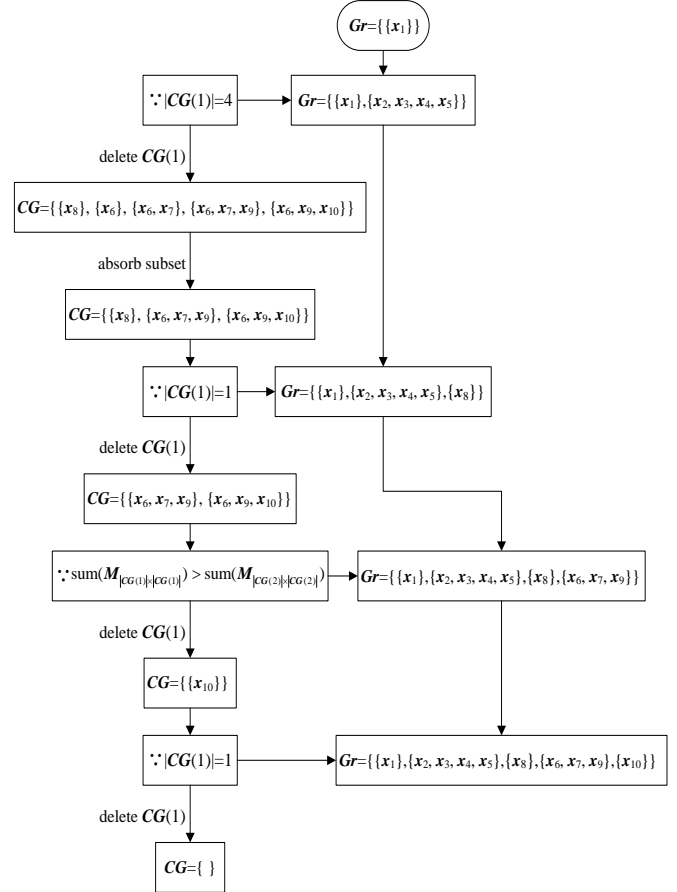 Gr={{x₁}}
∵|CG(1)|=4
Gr={{x₁},{x₂, x₃, x₄, x₅}}
delete CG(1)
CG={{x₈}, {x₆}, {x₆, x₇}, {x₆, x₇, x₉}, {x₆, x₉, x₁₀}}
absorb subset
CG={{x₈}, {x₆, x₇, x₉}, {x₆, x₉, x₁₀}}
∵|CG(1)|=1
Gr={{x₁},{x₂, x₃, x₄, x₅},{x₈}}
delete CG(1)
CG={{x₆, x₇, x₉}, {x₆, x₉, x₁₀}}
∵sum(M|CG(1)|×|CG(1)|) > sum(M|CG(2)|×|CG(2)|)
Gr={{x₁},{x₂, x₃, x₄, x₅},{x₈},{x₆, x₇, x₉}}
delete CG(1)
CG={{x₁₀}}
∵|CG(1)|=1
Gr={{x₁},{x₂, x₃, x₄, x₅},{x₈},{x₆, x₇, x₉},{x₁₀}}
delete CG(1)
CG={ }